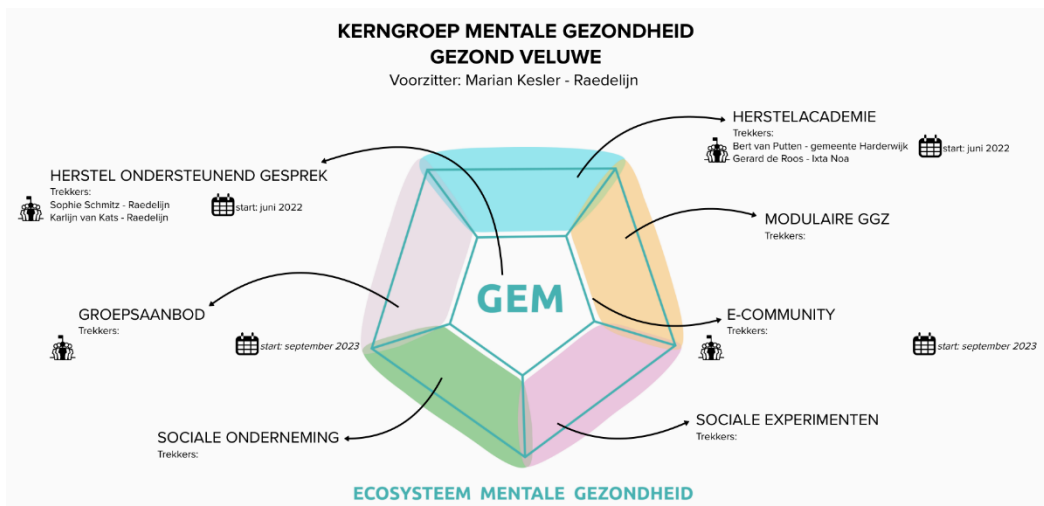 KERNGROEP MENTALE GEZONDHEID
GEZOND VELUWE
Voorzitter: Marian Kesler - Raedelijn
HERSTELACADEMIE
Trekkers:
Bert van Putten - gemeente Harderwijk
Gerard de Roos - Ixta Noa
start: juni 2022
HERSTEL ONDERSTEUNEND GESPREK
Trekkers:
Sophie Schmitz - Raedelijn
Karlijn van Kats - Raedelijn
start: juni 2022
MODULAIRE GGZ
Trekkers:
GEM
GROEPSAANBOD
Trekkers:
start: september 2023
E-COMMUNITY
Trekkers:
start: september 2023
SOCIALE ONDERNEMING
Trekkers:
SOCIALE EXPERIMENTEN
Trekkers:
ECOSYSTEEM MENTALE GEZONDHEID